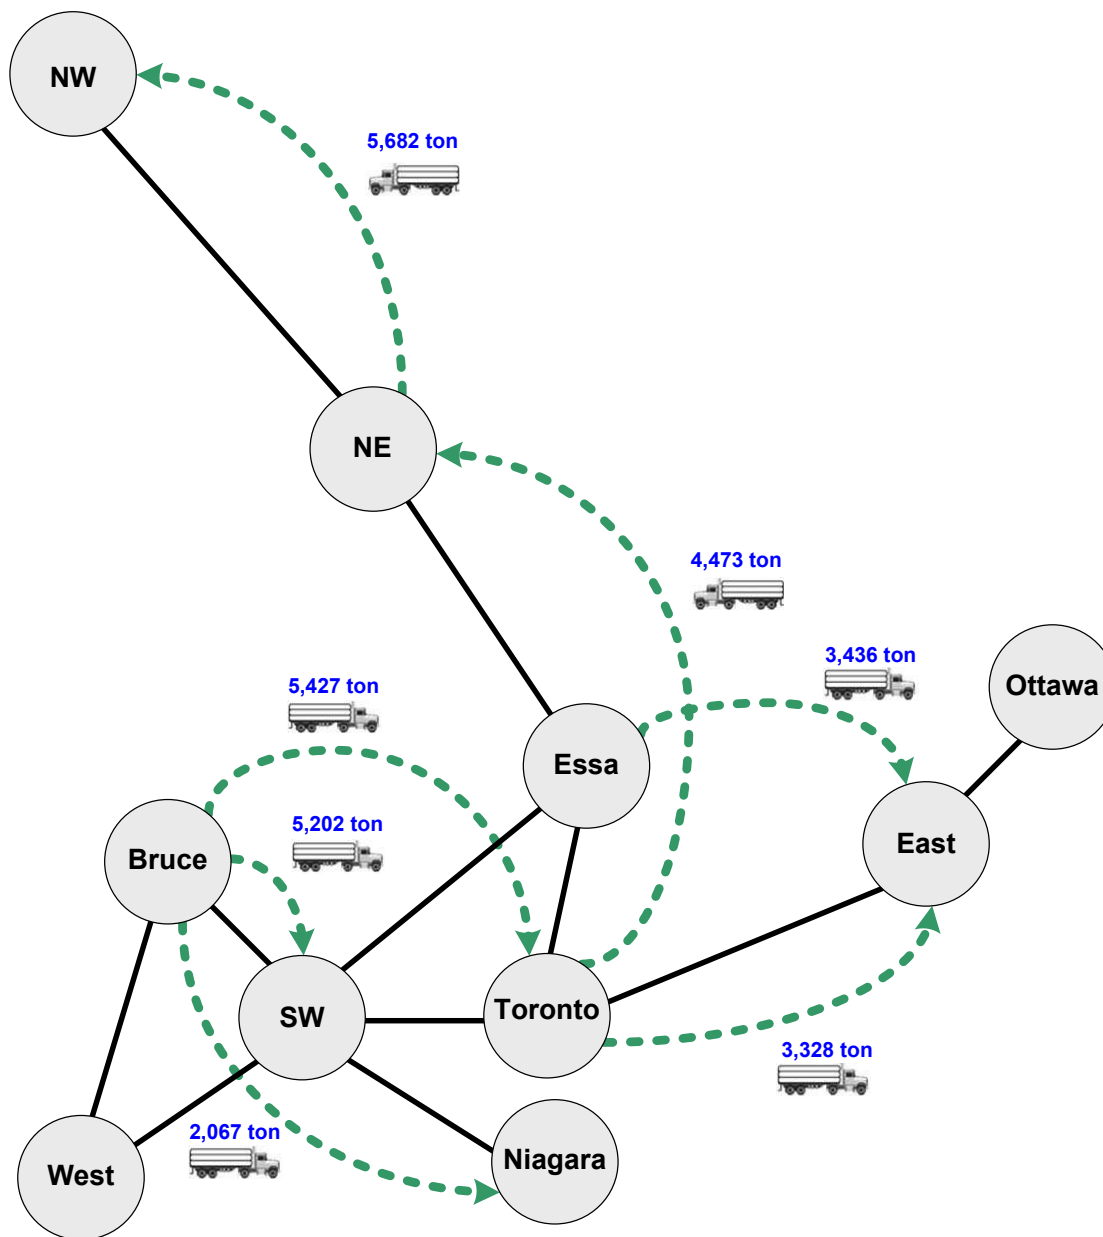 NW
5,682 ton
NE
4,473 ton
3,436 ton
Ottawa
5,427 ton
Essa
5,202 ton
East
Bruce
SW
Toronto
3,328 ton
2,067 ton
West
Niagara